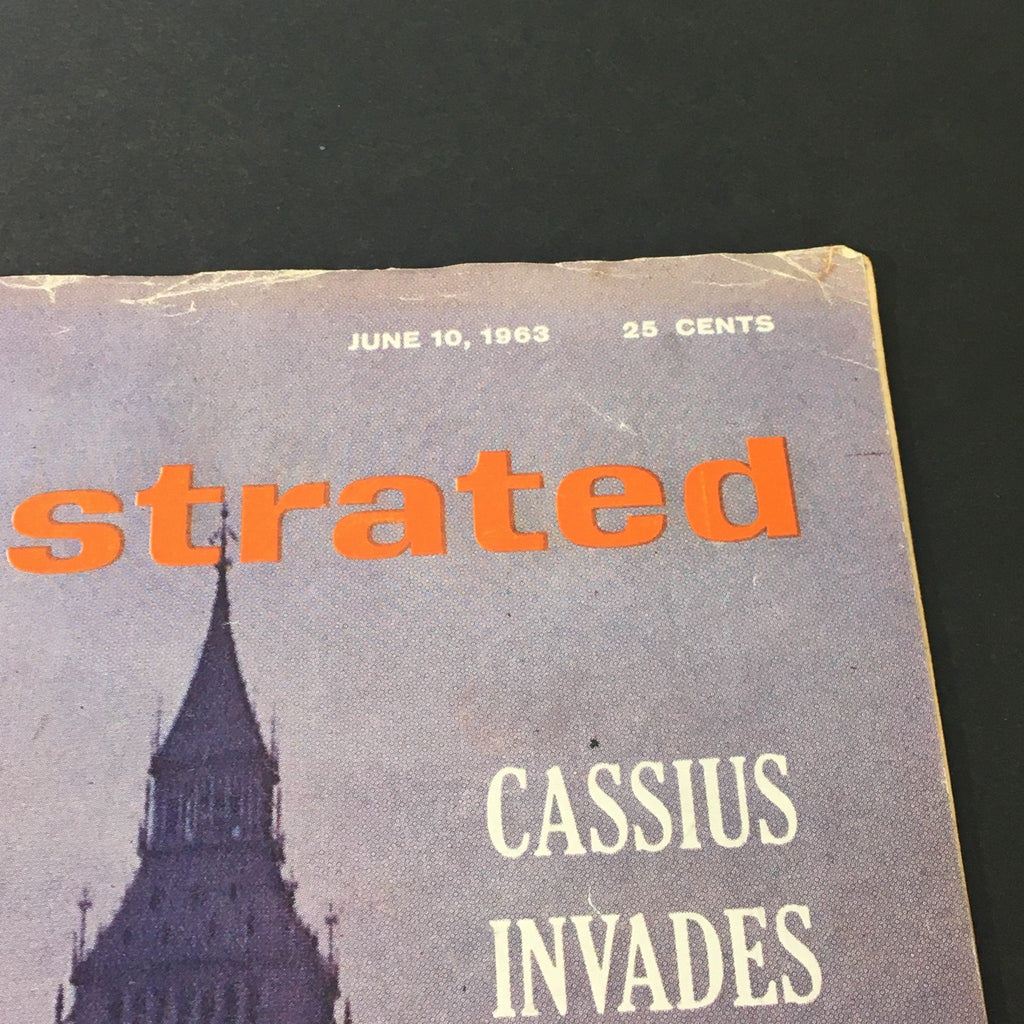 JUNE 10, 1963 25 CENTS
strated
CASSIUS
INVADES